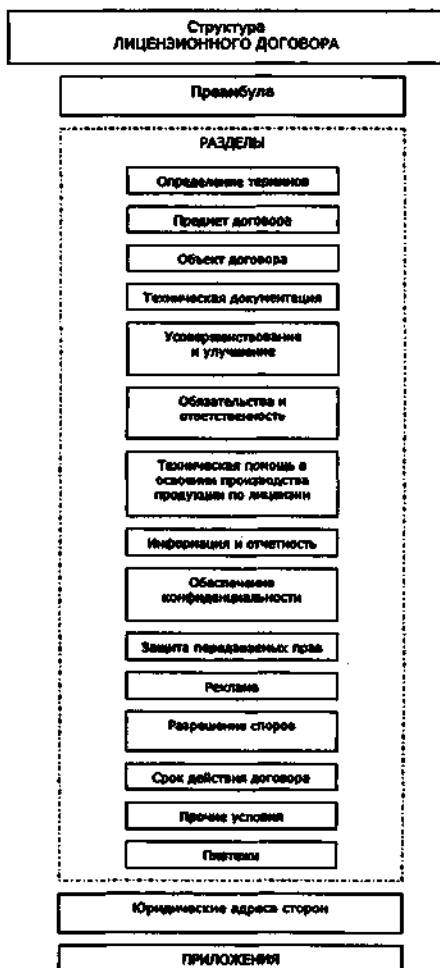 Структура
ЛИЦЕНЗИОННОГО ДОГОВОРА
Преамбула
РАЗДЕЛЫ
Определение терминов
Предмет договора
Объект договора
Техническая документация
Усовершенствование
и улучшение
Обязательства и
ответственность
Техническая помощь в
освоении производства
продукции по лицензии
Информация и отчетность
Обеспечение
конфиденциальности
Защита передаваемых прав
Реклама
Разрешение споров
Срок действия договора
Прочие условия
Платежи
Юридические адреса сторон
ПРИЛОЖЕНИЯ